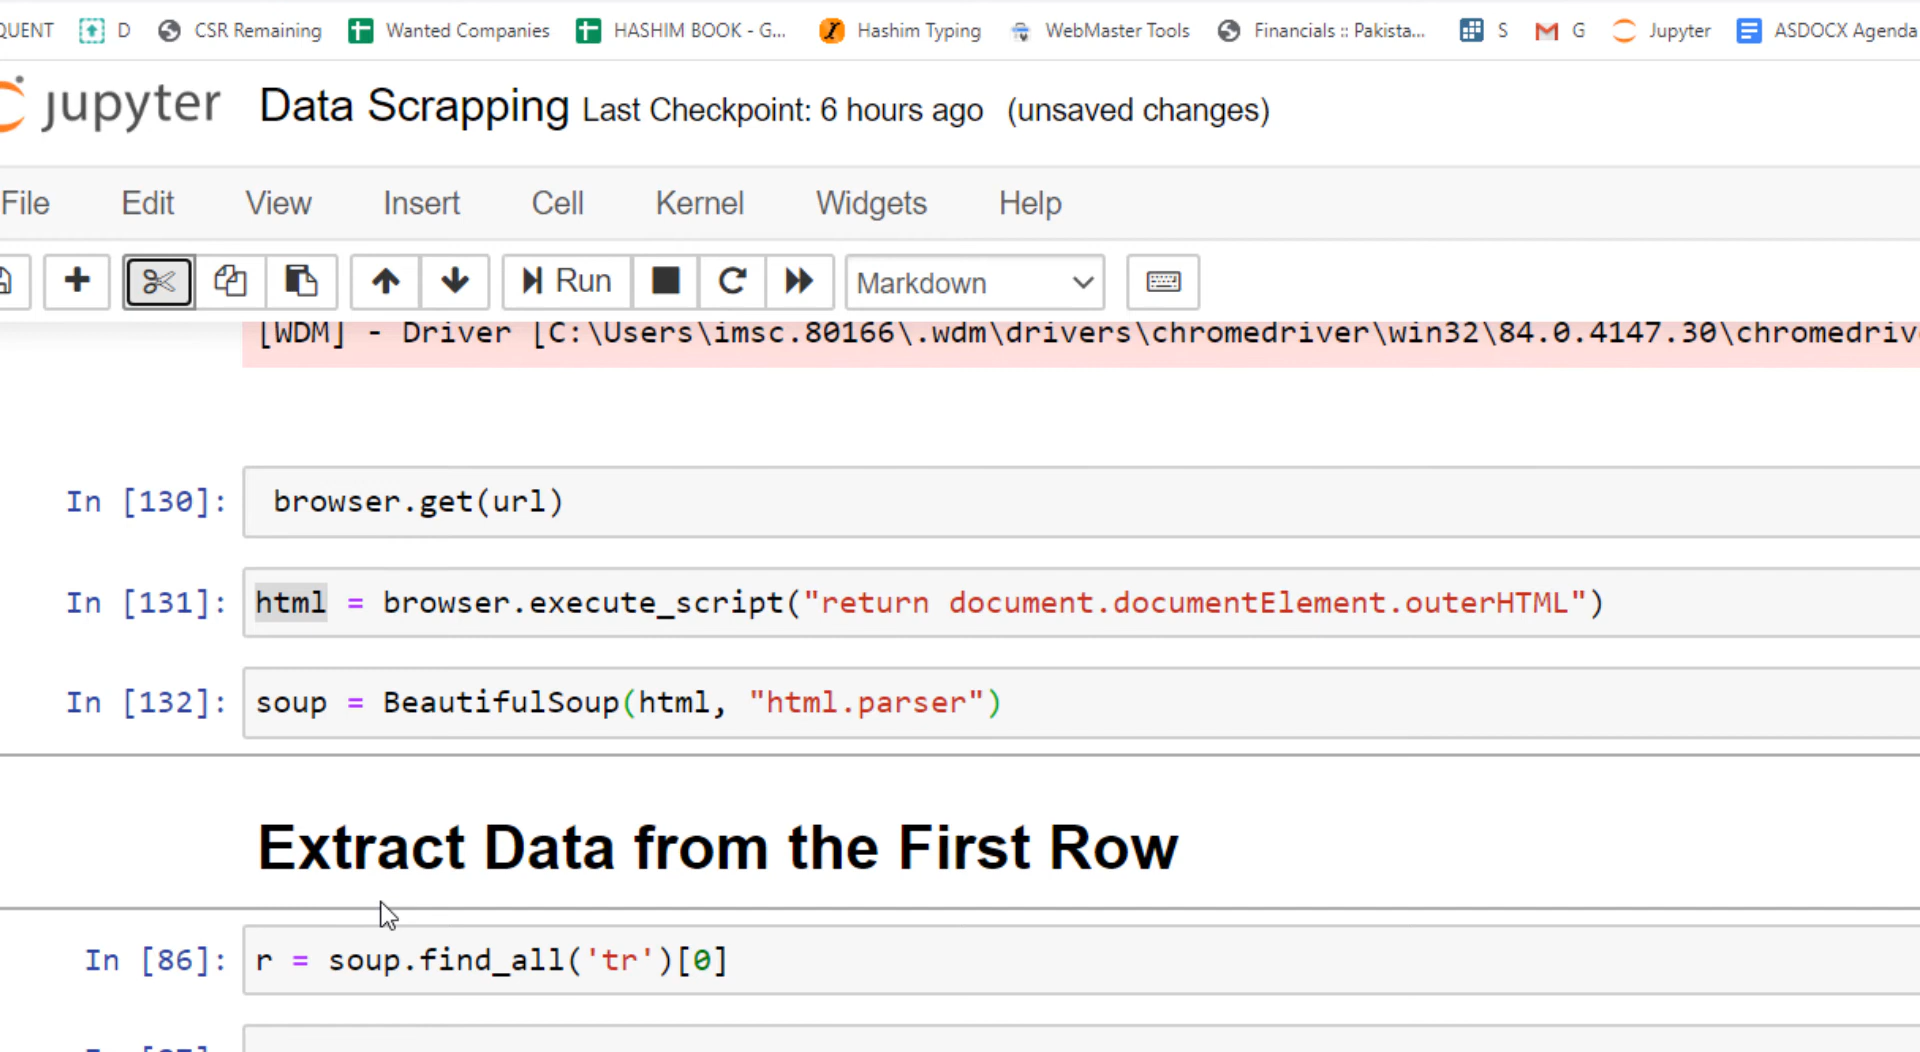 QUENT D CSR Remaining Wanted Companies HASHIM BOOK - G... Hashim Typing WebMaster Tools Financials :: Pakista... S G Jupyter ASDOCX Agenda
jupyter Data Scrapping Last Checkpoint: 6 hours ago (unsaved changes)
File Edit View Insert Cell Kernel Widgets Help
Run Markdown
[WDM] - Driver [C:\Users\imsc.80166\.wdm\drivers\chromedriver\win32\84.0.4147.30\chromedriv
In [130]: browser.get(url)
In [131]: html = browser.execute_script("return document.documentElement.outerHTML")
In [132]: soup = BeautifulSoup(html, "html.parser")
Extract Data from the First Row
In [86]: r = soup.find_all('tr')[0]